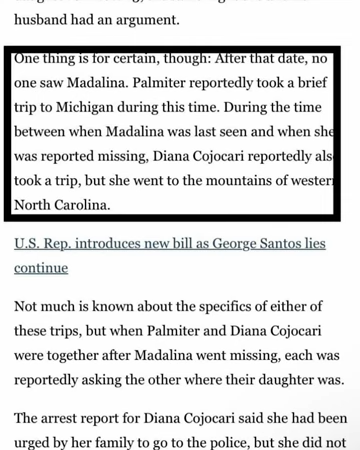 husband had an argument.
One thing is for certain, though: After that date, no
one saw Madalina. Palmiter reportedly took a brief
trip to Michigan during this time. During the time
between when Madalina was last seen and when she
was reported missing, Diana Cojocari reportedly als
took a trip, but she went to the mountains of wester
North Carolina.
U.S. Rep. introduces new bill as George Santos lies
continue
Not much is known about the specifics of either of
these trips, but when Palmiter and Diana Cojocari
were together after Madalina went missing, each was
reportedly asking the other where their daughter was.
The arrest report for Diana Cojocari said she had been
urged by her family to go to the police, but she did not